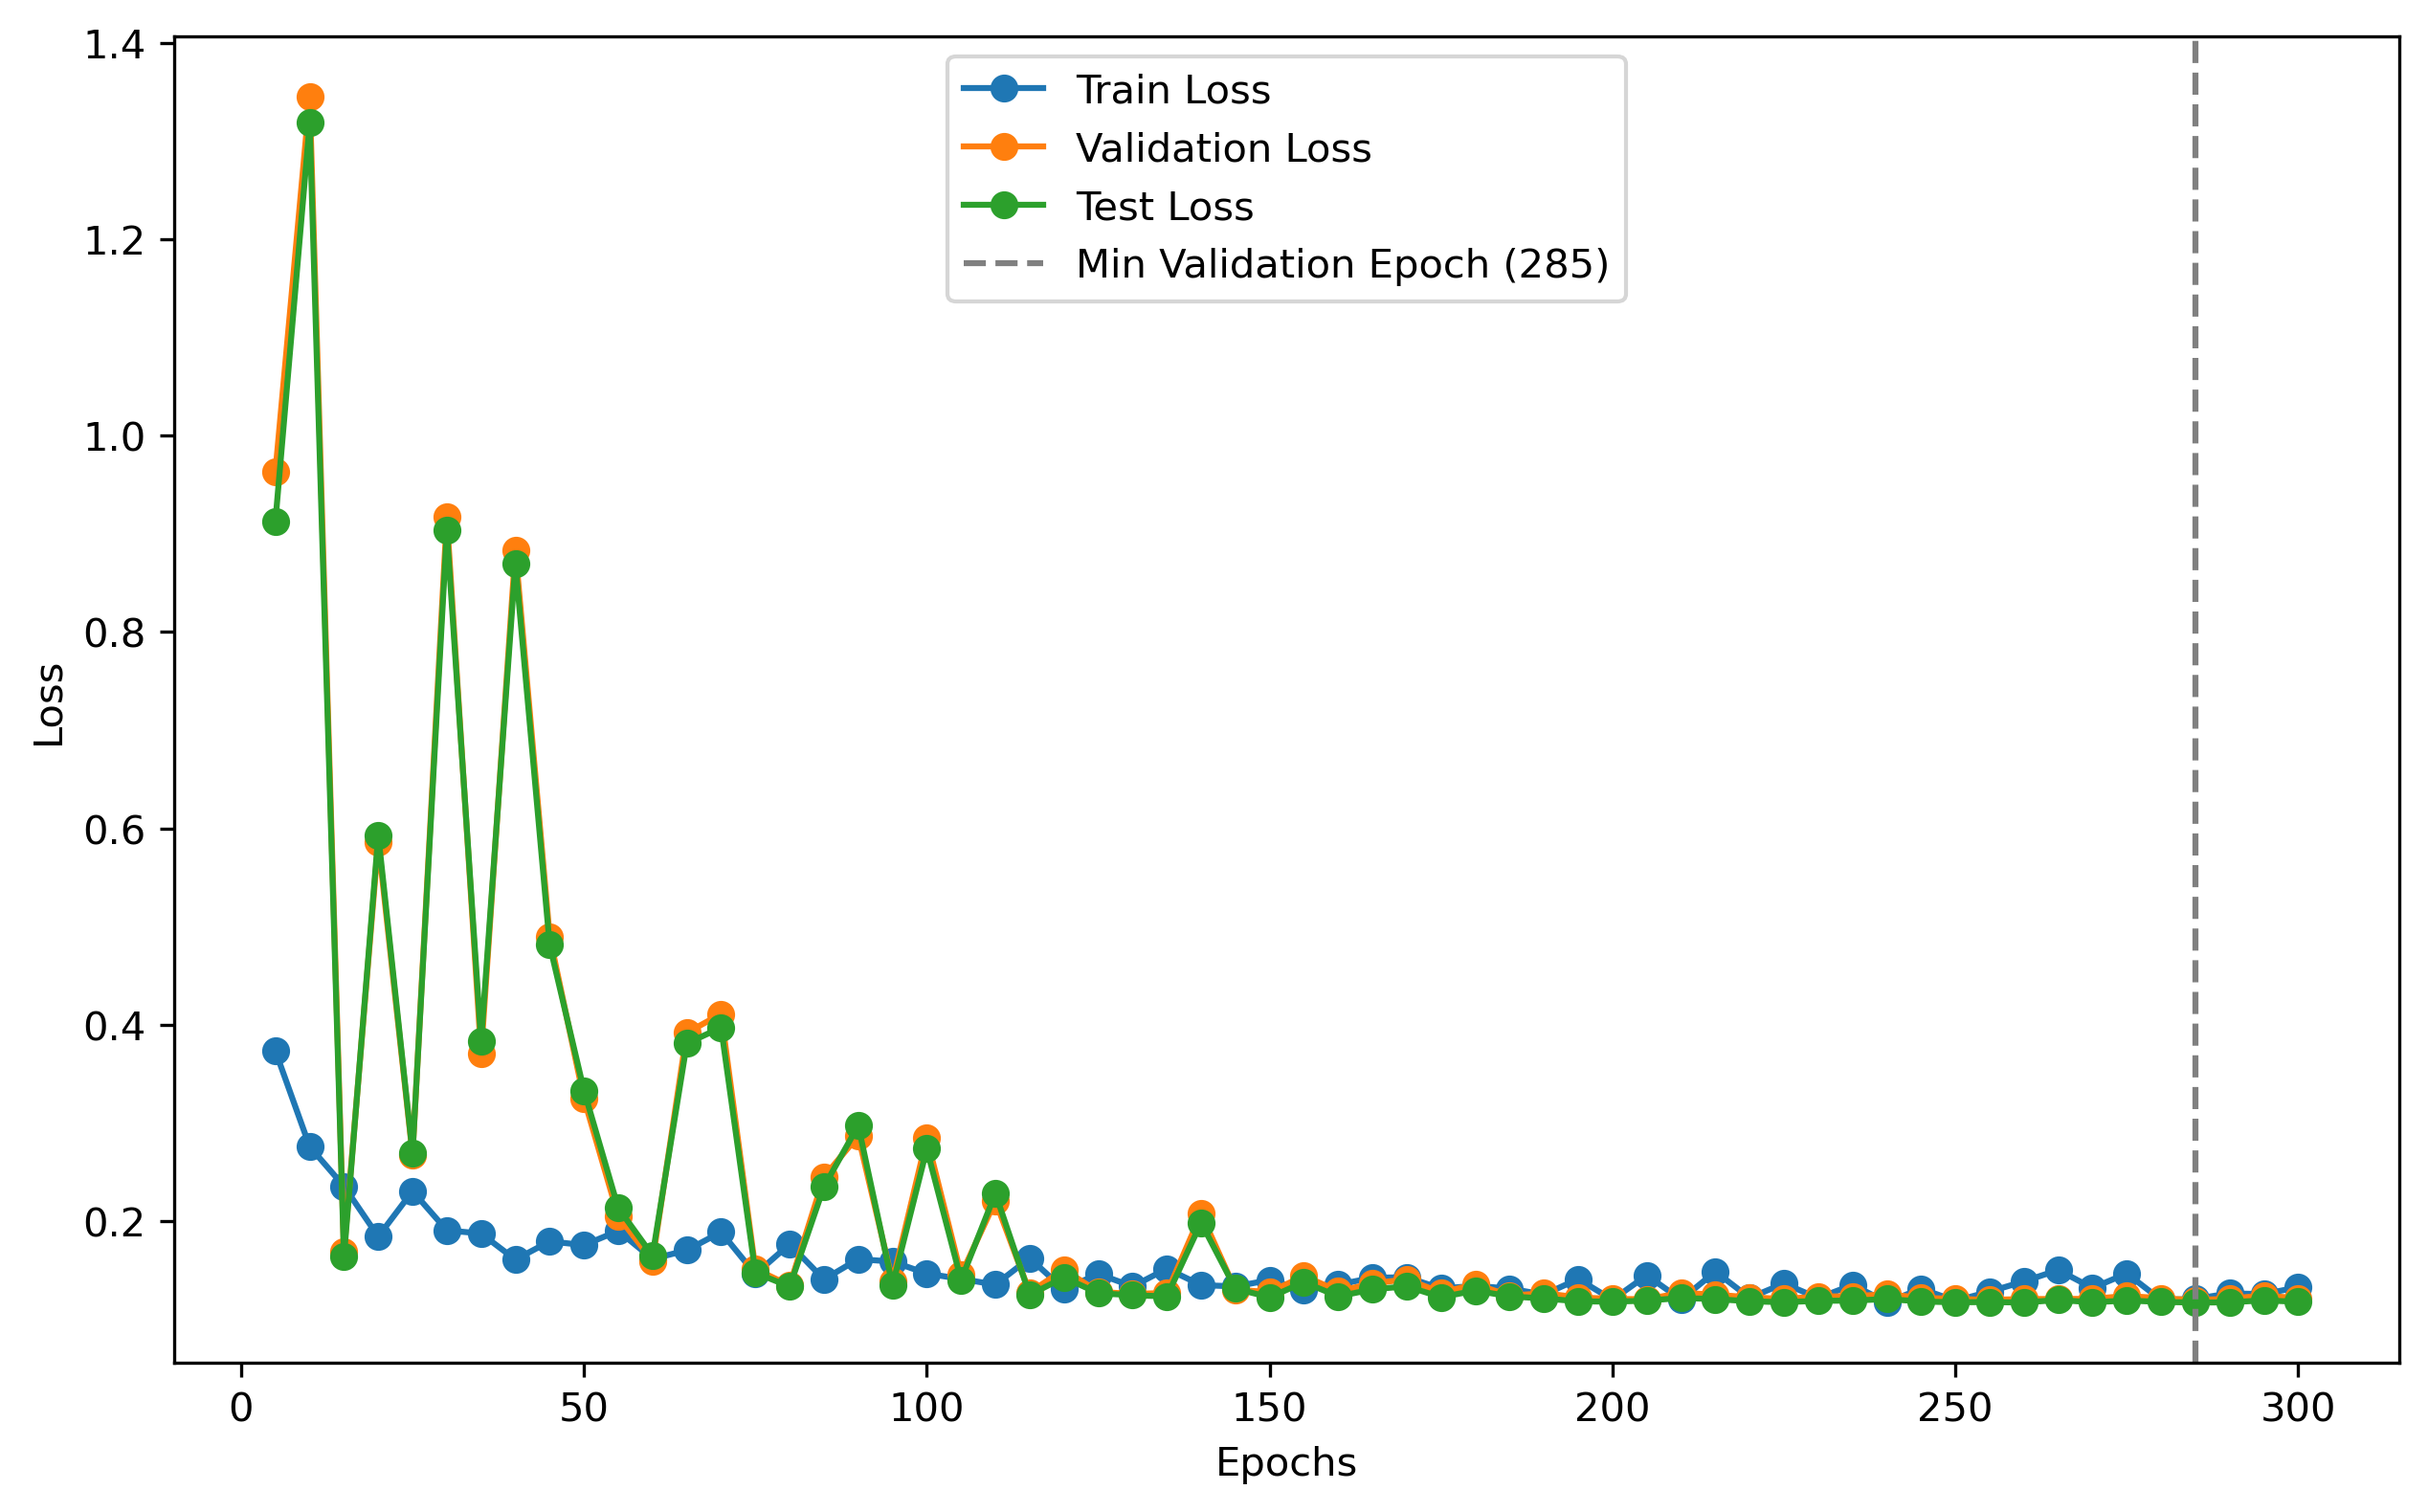 1.4
1.2
1.0
0.8
0.6
0.4
0.2
Loss
Train Loss
Validation Loss
Test Loss
Min Validation Epoch (285)
0 50 100 150 200 250 300
Epochs